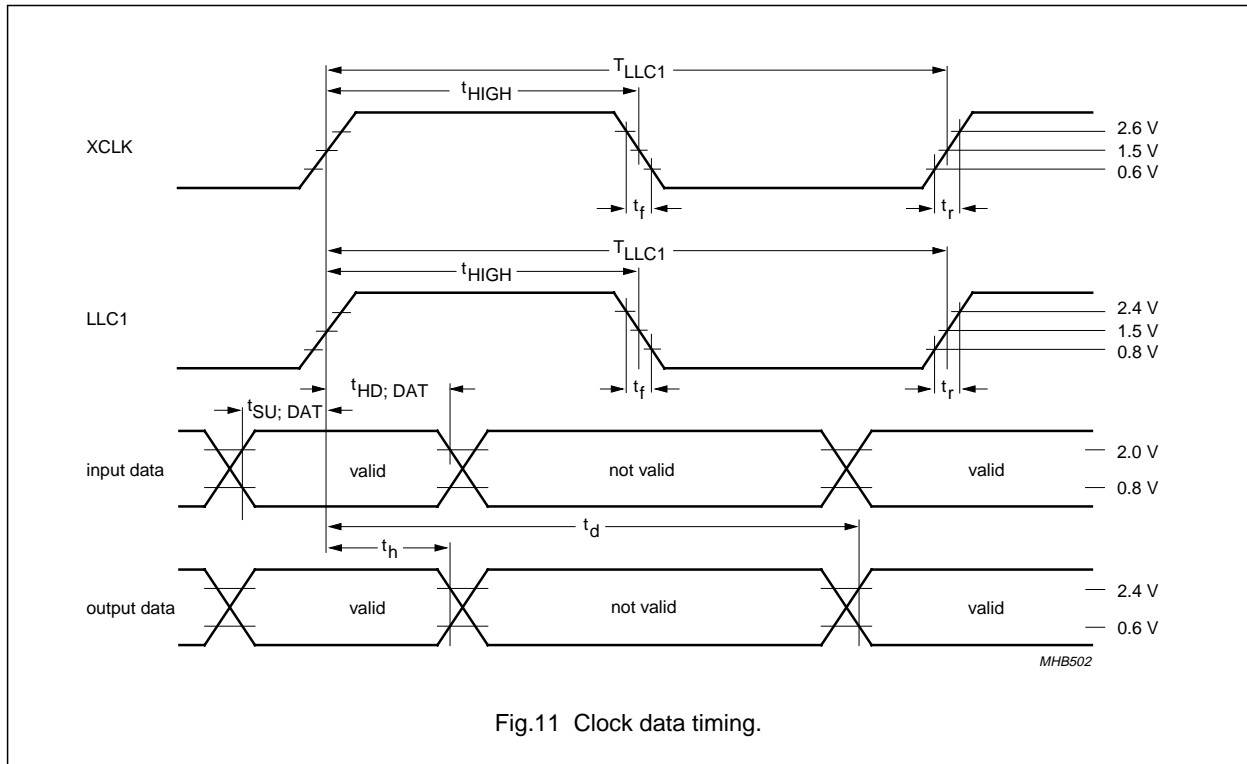 T_LLC1
t_HIGH
XCLK
2.6 V
1.5 V
0.6 V
t_f
t_r
T_LLC1
t_HIGH
LLC1
2.4 V
1.5 V
0.8 V
t_f
t_r
t_HD; DAT
t_SU; DAT
input data
valid
not valid
valid
2.0 V
0.8 V
t_d
t_h
output data
valid
not valid
valid
2.4 V
0.6 V
MHB502
Fig.11 Clock data timing.